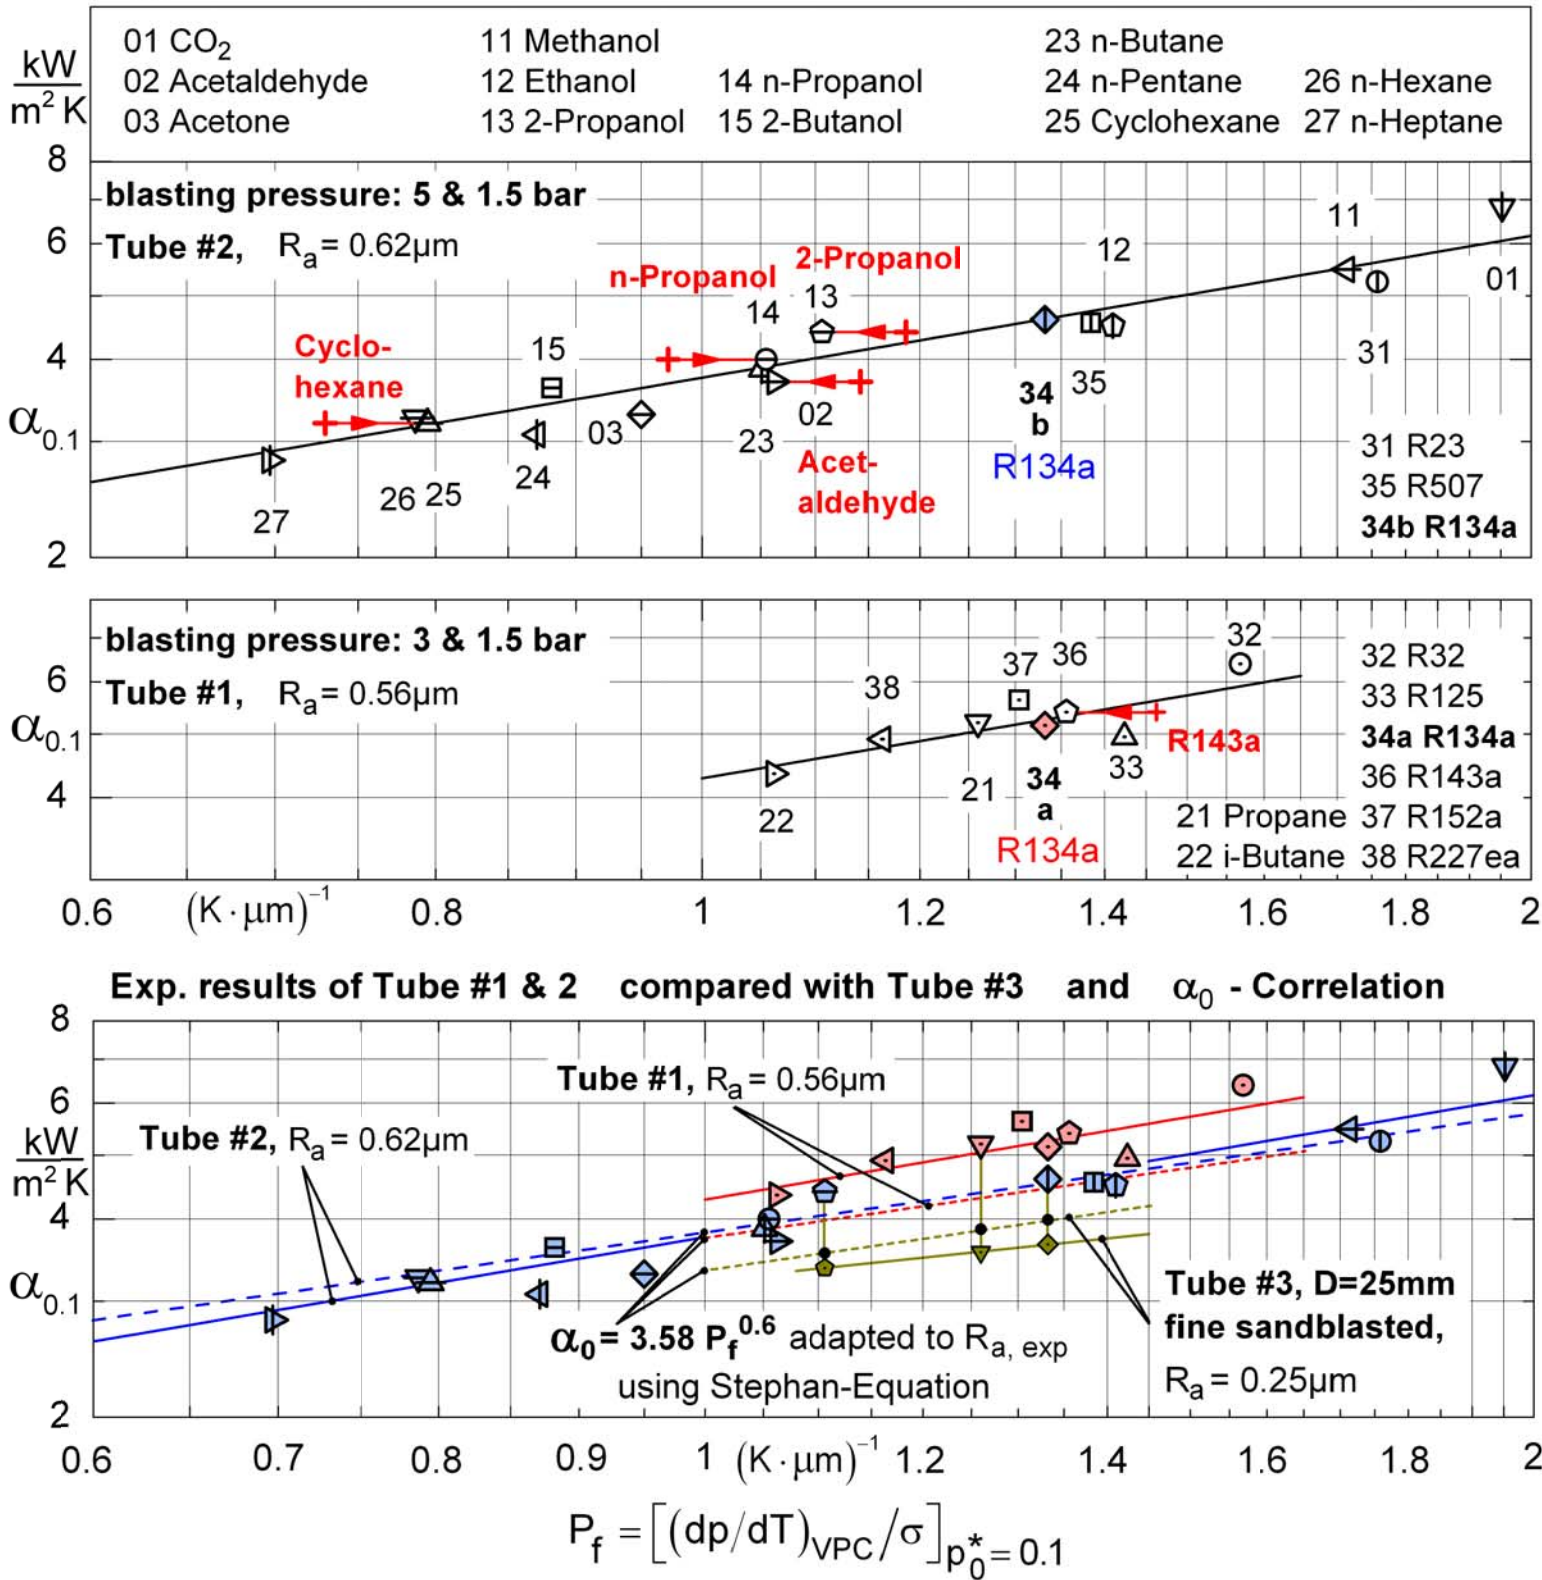 01 CO2 11 Methanol 23 n-Butane
kW/m² K
02 Acetaldehyde 12 Ethanol 14 n-Propanol 24 n-Pentane 26 n-Hexane
03 Acetone 13 2-Propanol 15 2-Butanol 25 Cyclohexane 27 n-Heptane
8
blasting pressure: 5 & 1.5 bar
Tube #2, Ra = 0.62µm
6
4
α0.1
2
11
12
01
2-Propanol
n-Propanol
13
14
Cyclo-
hexane
15
31
34
b
35
R134a
03
02
23
Acet-
aldehyde
24
26 25
27
31 R23
35 R507
34b R134a
blasting pressure: 3 & 1.5 bar
Tube #1, Ra = 0.56µm
6
α0.1
4
32
37 36
38
R143a
33
34
a
R134a
21
22
32 R32
33 R125
34a R134a
36 R143a
21 Propane 37 R152a
22 i-Butane 38 R227ea
0.6 (K·µm)⁻¹ 0.8 1 1.2 1.4 1.6 2
Exp. results of Tube #1 & 2 compared with Tube #3 and α0 - Correlation
8
6
kW/m² K
4
α0.1
2
Tube #1, Ra = 0.56µm
Tube #2, Ra = 0.62µm
α0 = 3.58 Pf^0.6 adapted to Ra, exp
using Stephan-Equation
Tube #3, D=25mm
fine sandblasted,
Ra = 0.25µm
0.6 0.7 0.8 0.9 1 (K·µm)⁻¹ 1.2 1.4 1.6 1.8 2
Pf = [(dp/dT)VPC/σ]p0*= 0.1